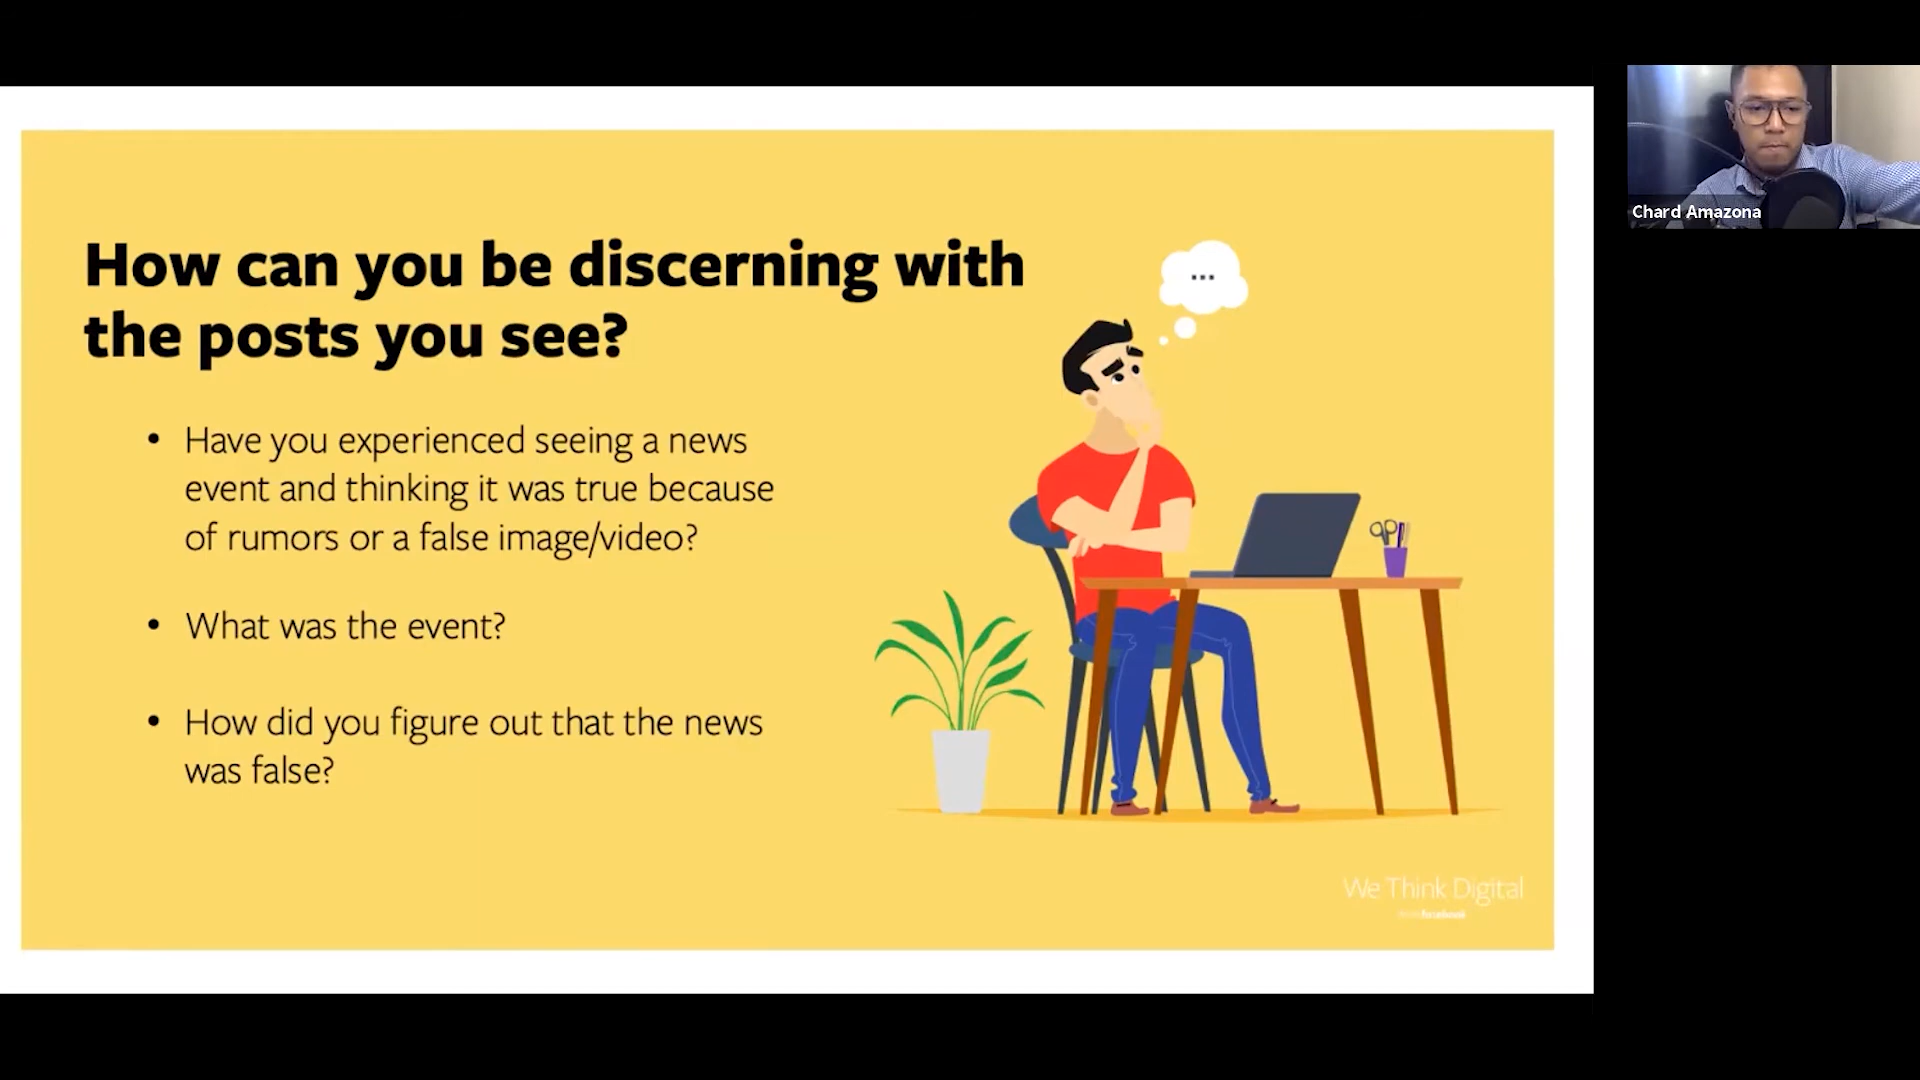 How can you be discerning with
the posts you see?
• Have you experienced seeing a news
event and thinking it was true because
of rumors or a false image/video?
• What was the event?
• How did you figure out that the news
was false?
...
We Think Digital
facebook
Chard Amazona